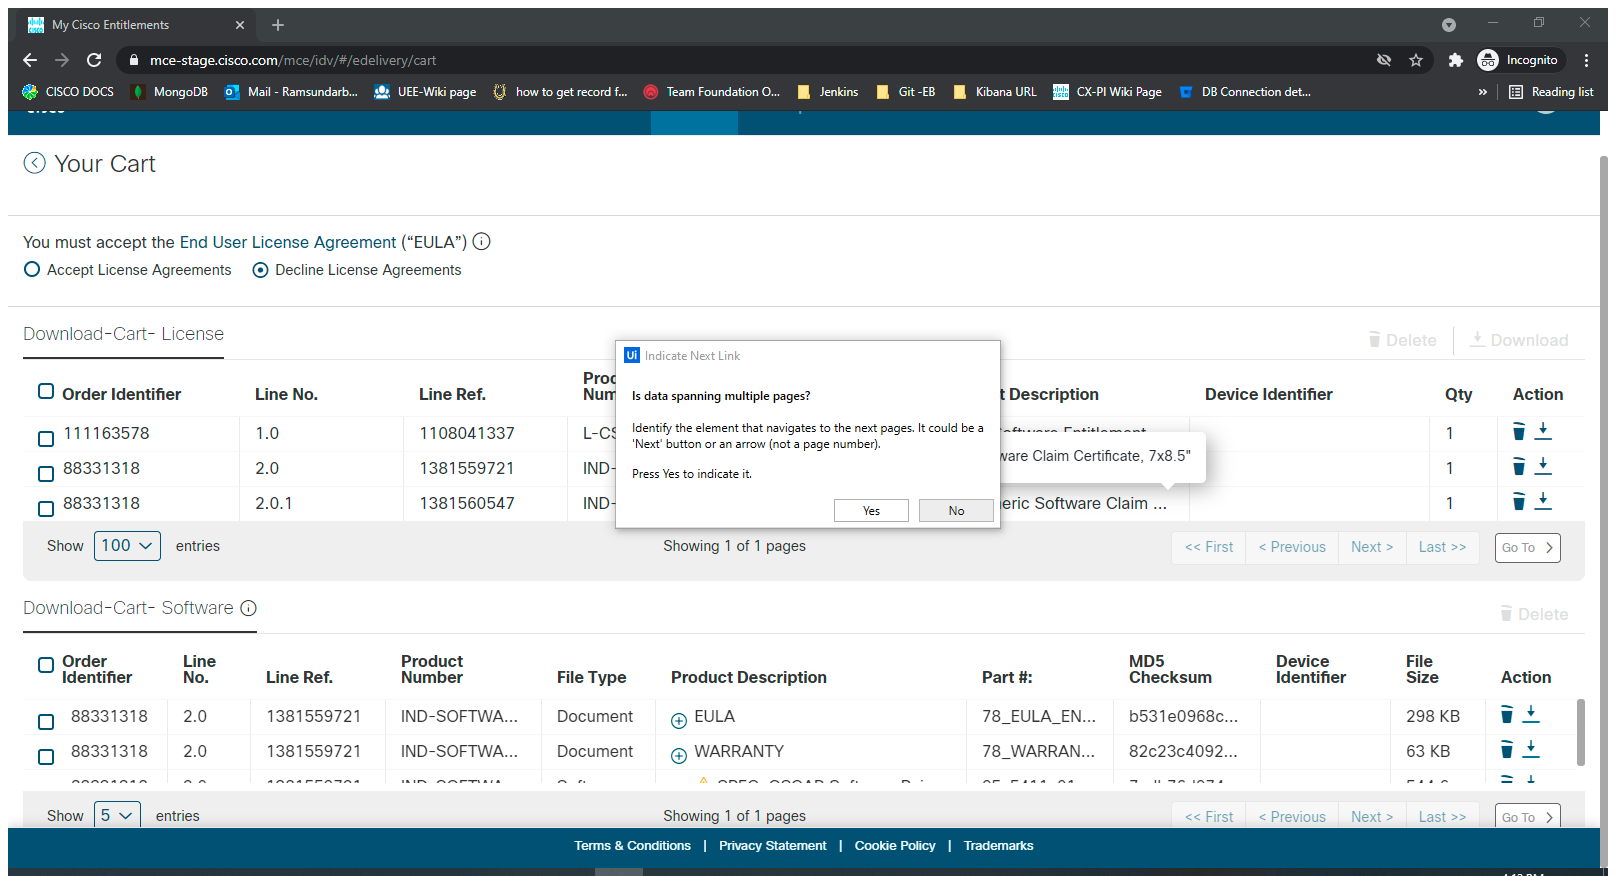 My Cisco Entitlements
mce-stage.cisco.com/mce/idv/#/edelivery/cart
Incognito
CISCO DOCS MongoDB Mail - Ramsundarb... UEE-Wiki page how to get record f... Team Foundation O... Jenkins Git -EB Kibana URL CX-PI Wiki Page DB Connection det... » Reading list
Your Cart
You must accept the End User License Agreement (“EULA”)
Accept License Agreements Decline License Agreements
Download-Cart- License
Delete Download
Order Identifier Line No. Line Ref. t Description Device Identifier Qty Action
111163578 1.0 1108041337 L-CS 1
88331318 2.0 1381559721 IND- 1
88331318 2.0.1 1381560547 IND- eric Software Claim ... 1
ware Claim Certificate, 7x8.5"
Ui Indicate Next Link
Is data spanning multiple pages?
Identify the element that navigates to the next pages. It could be a
'Next' button or an arrow (not a page number).
Press Yes to indicate it.
Yes No
Show 100 entries Showing 1 of 1 pages << First < Previous Next > Last >> Go To
Download-Cart- Software
Delete
Order Identifier Line No. Line Ref. Product Number File Type Product Description Part #: MD5 Checksum Device Identifier File Size Action
88331318 2.0 1381559721 IND-SOFTWA... Document EULA 78_EULA_EN... b531e0968c... 298 KB
88331318 2.0 1381559721 IND-SOFTWA... Document WARRANTY 78_WARRAN... 82c23c4092... 63 KB
Show 5 entries Showing 1 of 1 pages << First < Previous Next > Last >> Go To
Terms & Conditions | Privacy Statement | Cookie Policy | Trademarks